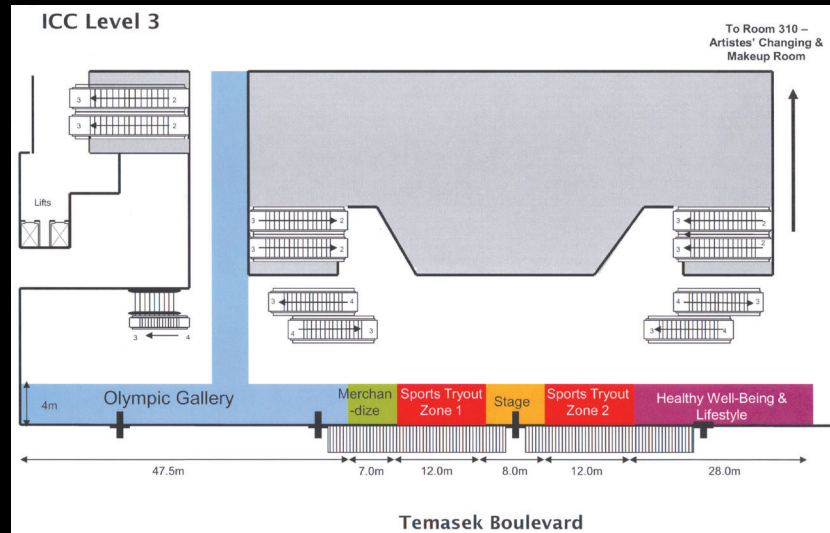 ICC Level 3
To Room 310 –
Artistes’ Changing &
Makeup Room
3 2
3 2
Lifts
3 2
3 2
3 2
3 2
3 4
4 3
4 3
3 4
3 4
4m
Olympic Gallery
Merchan
-dize
Sports Tryout
Zone 1
Stage
Sports Tryout
Zone 2
Healthy Well-Being &
Lifestyle
47.5m 7.0m 12.0m 8.0m 12.0m 28.0m
Temasek Boulevard